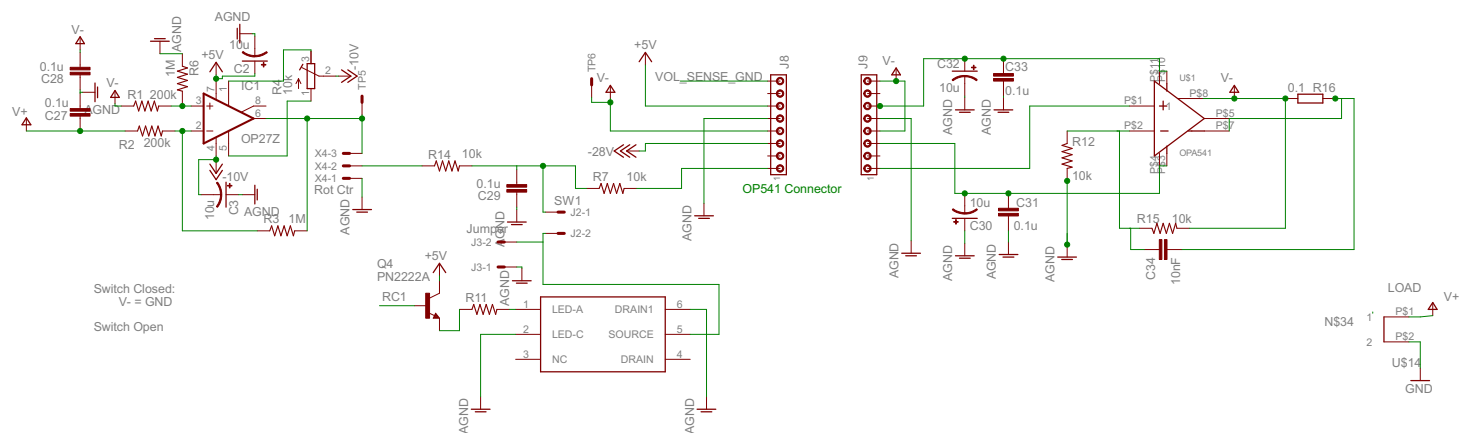 V-
V+
0.1u
C28
0.1u
C27
AGND
AGND
1M
R6
V-
R1 200k
R2
200k
AGND
10u
C2
+5V
IC1
7
1
3
2
8
6
4
5
OP27Z
R4
10k
3
2
1
-10V
TP5
-10V
10u
C3
AGND
R3 1M
X4-3
X4-2
X4-1
Rot Ctr
AGND
R14 10k
0.1u
C29
AGND
SW1
J2-1
J2-2
Jumper
J3-2
J3-1
AGND
R7 10k
TP6
V-
+5V
VOL_SENSE_GND
-28V
AGND
J8
1
OP541 Connector
J9
1
V-
AGND
C32
10u
AGND
C33
0.1u
AGND
10u
C30
AGND
C31
0.1u
AGND
R12
10k
AGND
P$1
P$2
U$1
P$8
P$5
P$7
OPA541
V-
0.1 R16
R15 10k
C34
10nF
Q4
PN2222A
+5V
RC1
R11
1
2
3
LED-A
LED-C
NC
DRAIN1
SOURCE
DRAIN
6
5
4
AGND
AGND
Switch Closed:
V- = GND
Switch Open
LOAD
V+
N$34
1
2
P$1
P$2
U$14
GND